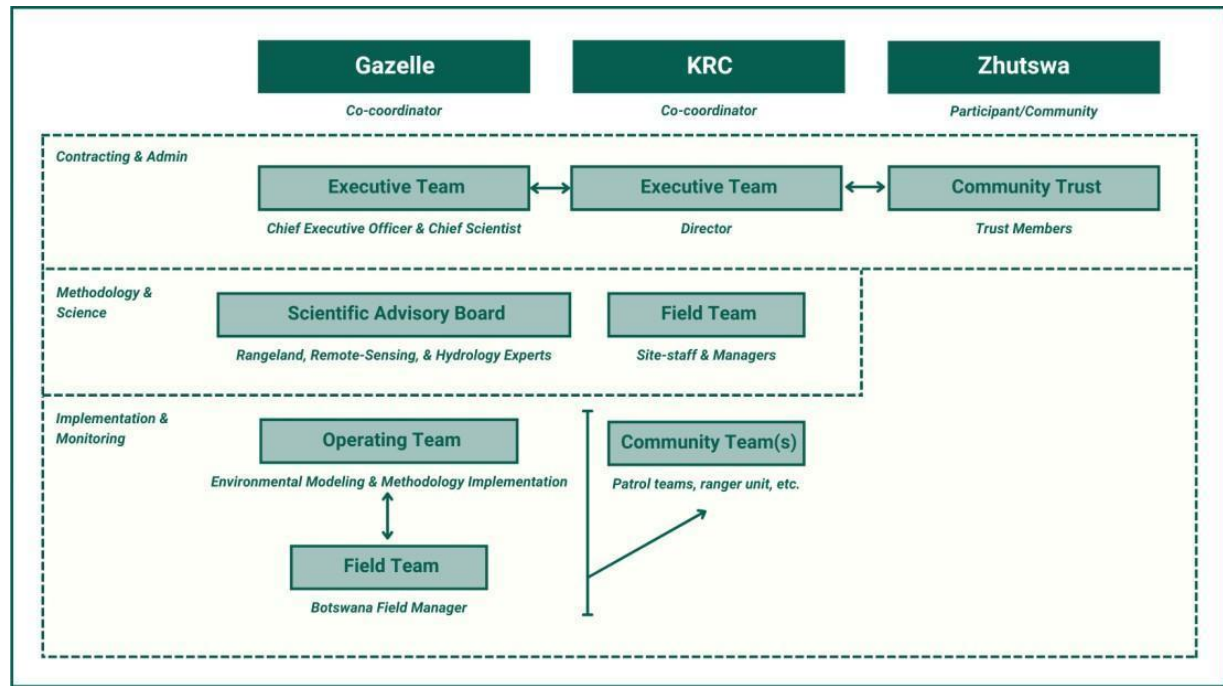 Gazelle
KRC
Zhutswa
Co-coordinator
Co-coordinator
Participant/Community
Contracting & Admin
Executive Team
Executive Team
Community Trust
Chief Executive Officer & Chief Scientist
Director
Trust Members
Methodology &
Science
Scientific Advisory Board
Field Team
Rangeland, Remote-Sensing, & Hydrology Experts
Site-staff & Managers
Implementation &
Monitoring
Operating Team
Community Team(s)
Environmental Modeling & Methodology Implementation
Patrol teams, ranger unit, etc.
Field Team
Botswana Field Manager